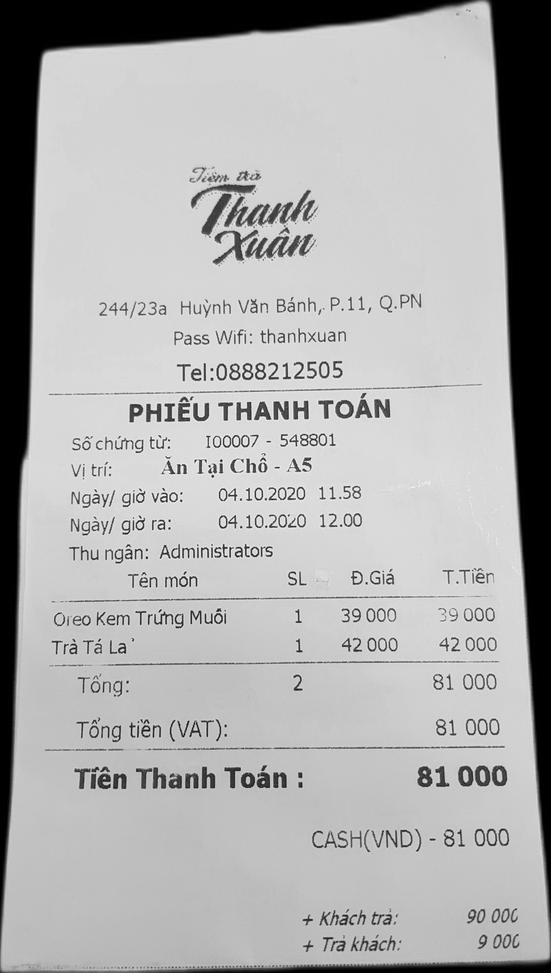 Tiệm trà
Thanh
Xuân
244/23a Huỳnh Văn Bánh, P.11, Q.PN
Pass Wifi: thanhxuan
Tel:0888212505
PHIẾU THANH TOÁN
Số chứng từ: I00007 - 548801
Vị trí: Ăn Tại Chổ - A5
Ngày/ giờ vào: 04.10.2020 11.58
Ngày/ giờ ra: 04.10.2020 12.00
Thu ngân: Administrators
Tên món SL Đ.Giá T.Tiền
Oreo Kem Trứng Muối 1 39 000 39 000
Trà Tá Lả 1 42 000 42 000
Tổng: 2 81 000
Tổng tiền (VAT): 81 000
Tiền Thanh Toán : 81 000
CASH(VND) - 81 000
+ Khách trả: 90 000
+ Trả khách: 9 000